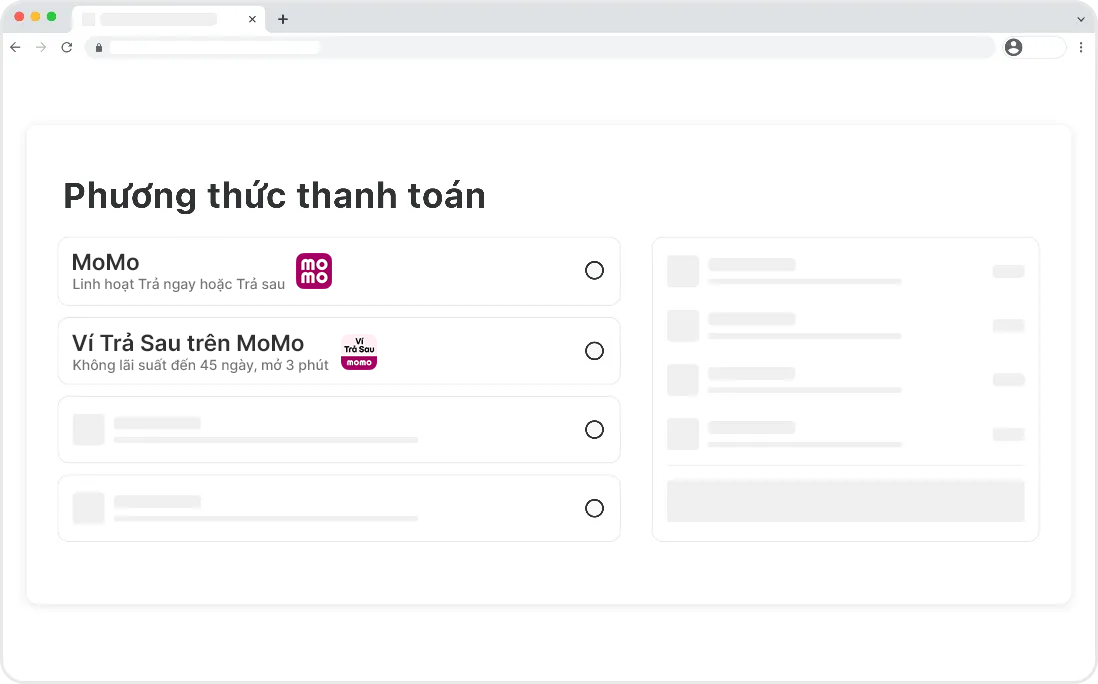 Phương thức thanh toán
MoMo
Linh hoạt Trả ngay hoặc Trả sau
mo
mo
Ví Trả Sau trên MoMo
Không lãi suất đến 45 ngày, mở 3 phút
Ví
Trả Sau
momo